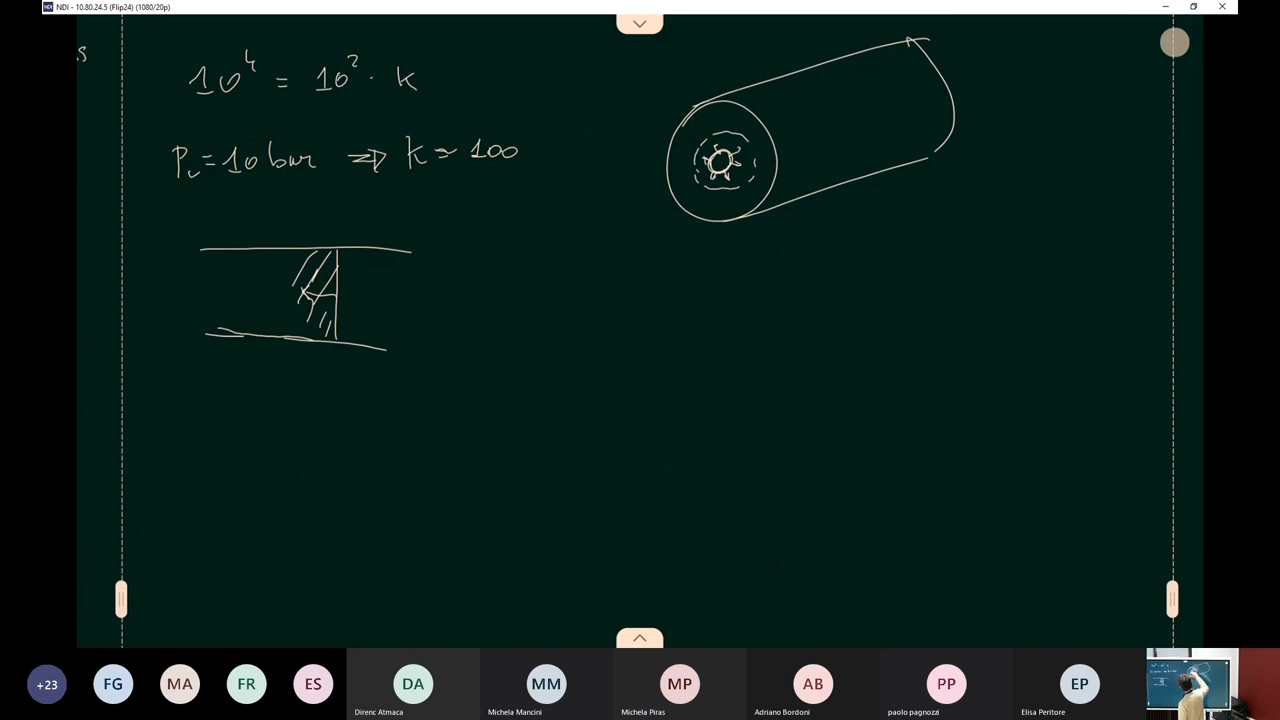 NDI - 10.80.24.5 (Flip24) (1080/20p)
s
10⁴ = 10² · k
Pc = 10 bar ⇒ k ≃ 100
+23
FG
MA
FR
ES
DA
MM
MP
AB
PP
EP
Direnc Atmaca
Michela Mancini
Michela Piras
Adriano Bordoni
paolo pagnozzi
Elisa Peritore